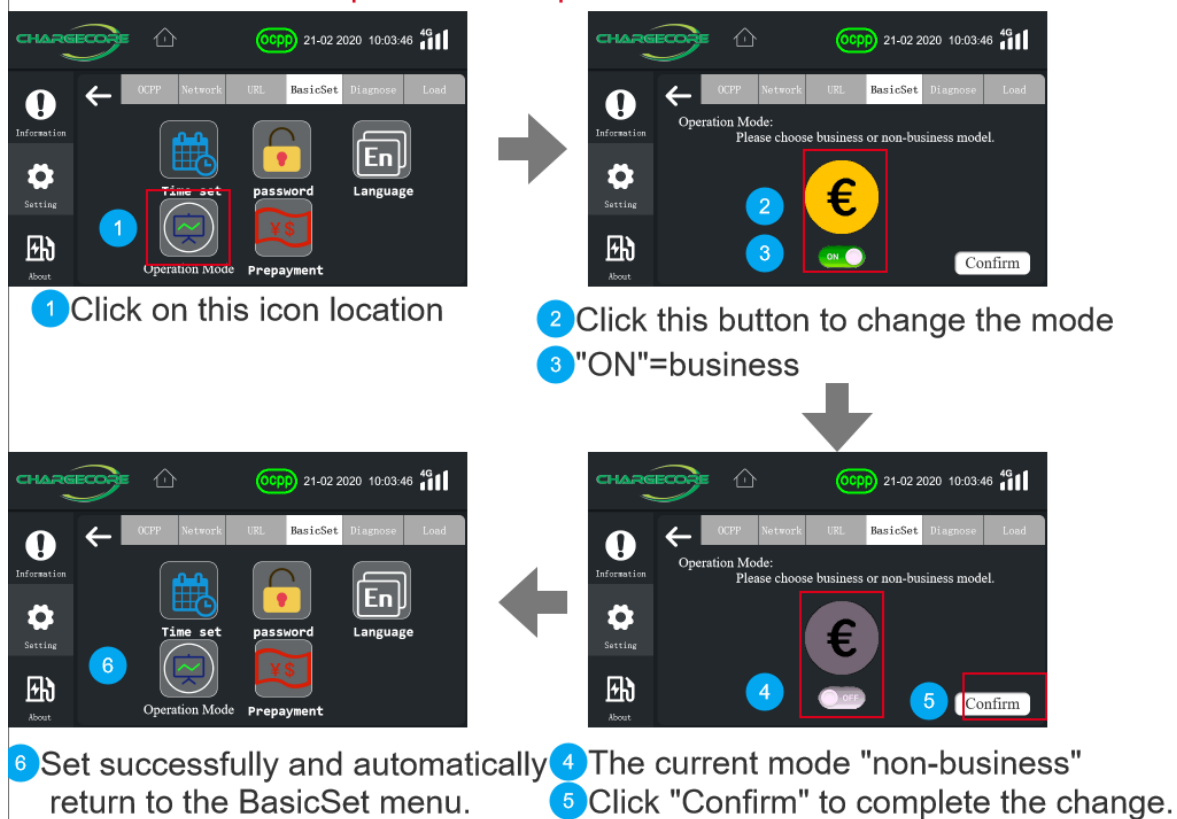 CHARGECORE ocpp 21-02 2020 10:03:46 4G
OCPP Network URL BasicSet Diagnose Load
Information
Setting
About
Time set password Language
En
¥$
1
Operation Mode Prepayment
1 Click on this icon location
CHARGECORE ocpp 21-02 2020 10:03:46 4G
OCPP Network URL BasicSet Diagnose Load
Information
Setting
About
Operation Mode:
Please choose business or non-business model.
€
2
3
ON
Confirm
2 Click this button to change the mode
3 "ON"=business
CHARGECORE ocpp 21-02 2020 10:03:46 4G
OCPP Network URL BasicSet Diagnose Load
Information
Setting
About
Operation Mode:
Please choose business or non-business model.
€
4
OFF
5
Confirm
4 The current mode "non-business"
5 Click "Confirm" to complete the change.
CHARGECORE ocpp 21-02 2020 10:03:46 4G
OCPP Network URL BasicSet Diagnose Load
Information
Setting
About
En
Time set password Language
6
¥$
Operation Mode Prepayment
6 Set successfully and automatically
return to the BasicSet menu.